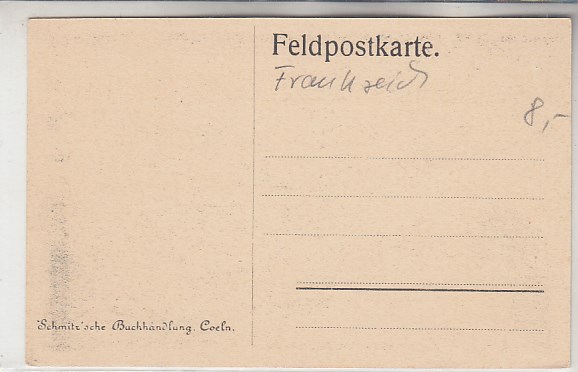 Feldpostkarte.
Frankreich
8,-
Schmitz'sche Buchhandlung. Coeln.